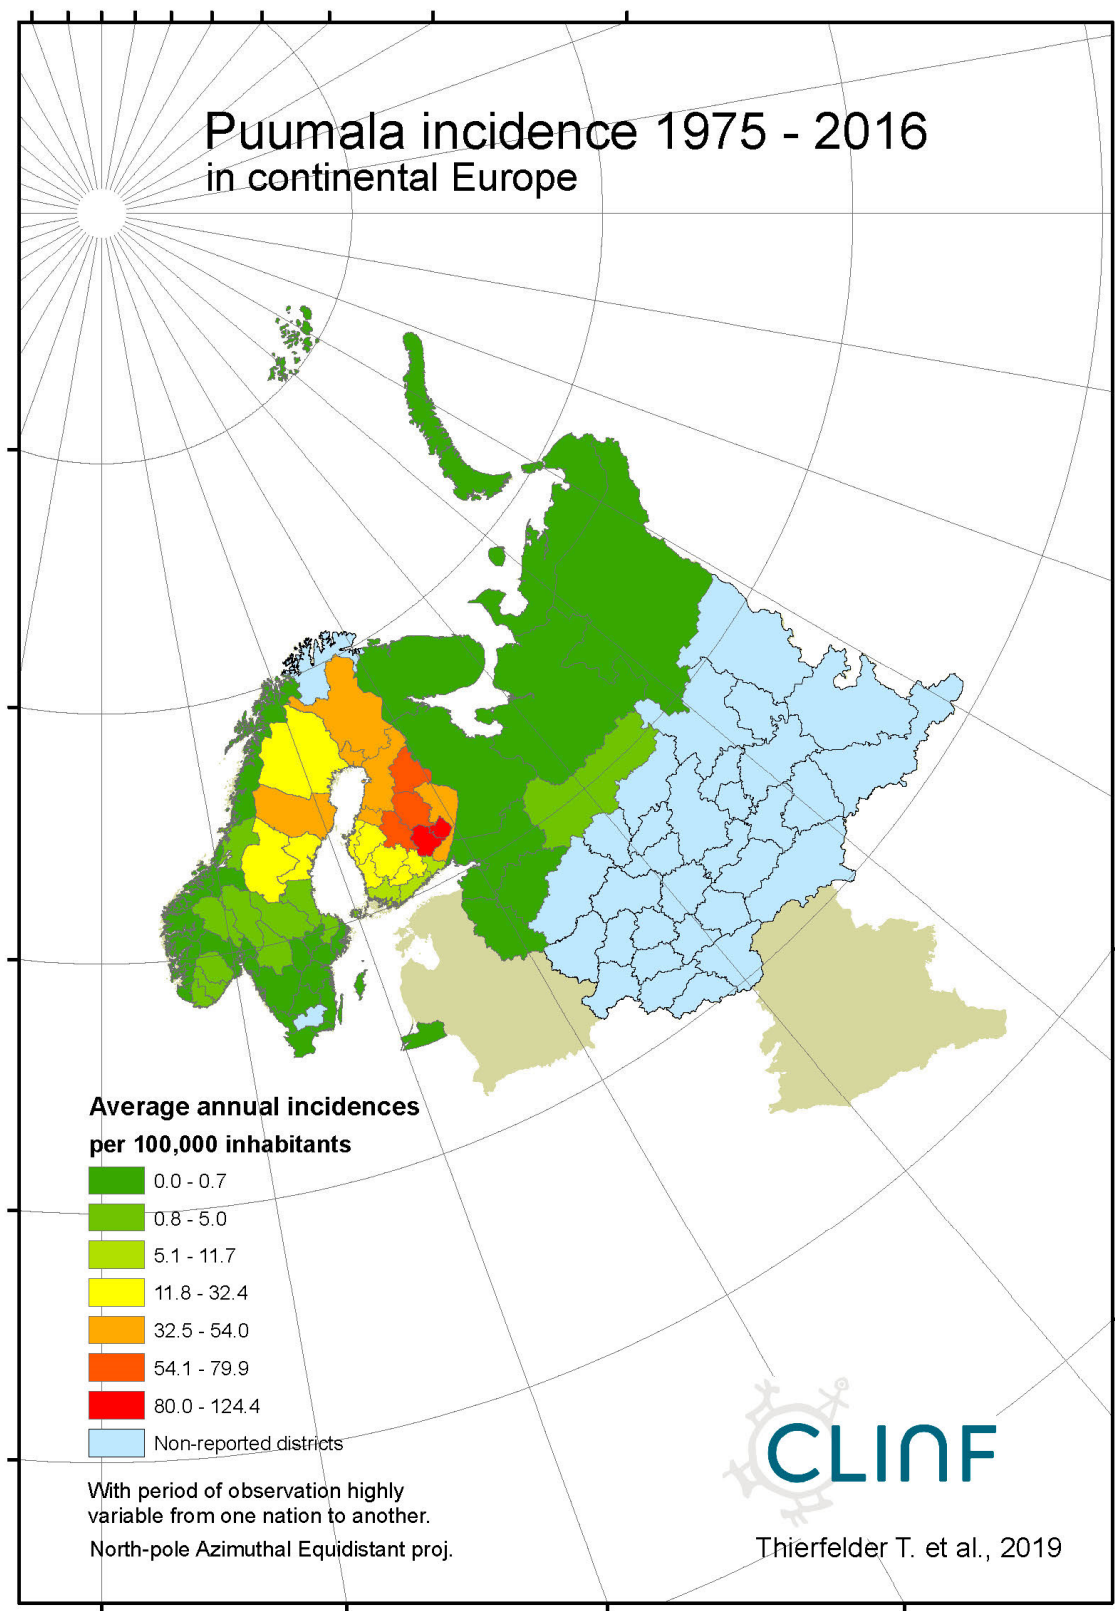 Puumala incidence 1975 - 2016
in continental Europe
Average annual incidences
per 100,000 inhabitants
0.0 - 0.7
0.8 - 5.0
5.1 - 11.7
11.8 - 32.4
32.5 - 54.0
54.1 - 79.9
80.0 - 124.4
Non-reported districts
With period of observation highly
variable from one nation to another.
North-pole Azimuthal Equidistant proj.
CLINF
Thierfelder T. et al., 2019